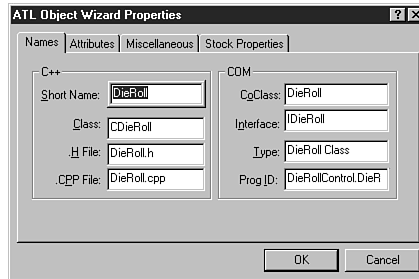 ATL Object Wizard Properties
Names Attributes Miscellaneous Stock Properties
C++
Short Name: DieRoll
Class: CDieRoll
.H File: DieRoll.h
.CPP File: DieRoll.cpp
COM
CoClass: DieRoll
Interface: IDieRoll
Type: DieRoll Class
Prog ID: DieRollControl.DieR
OK Cancel